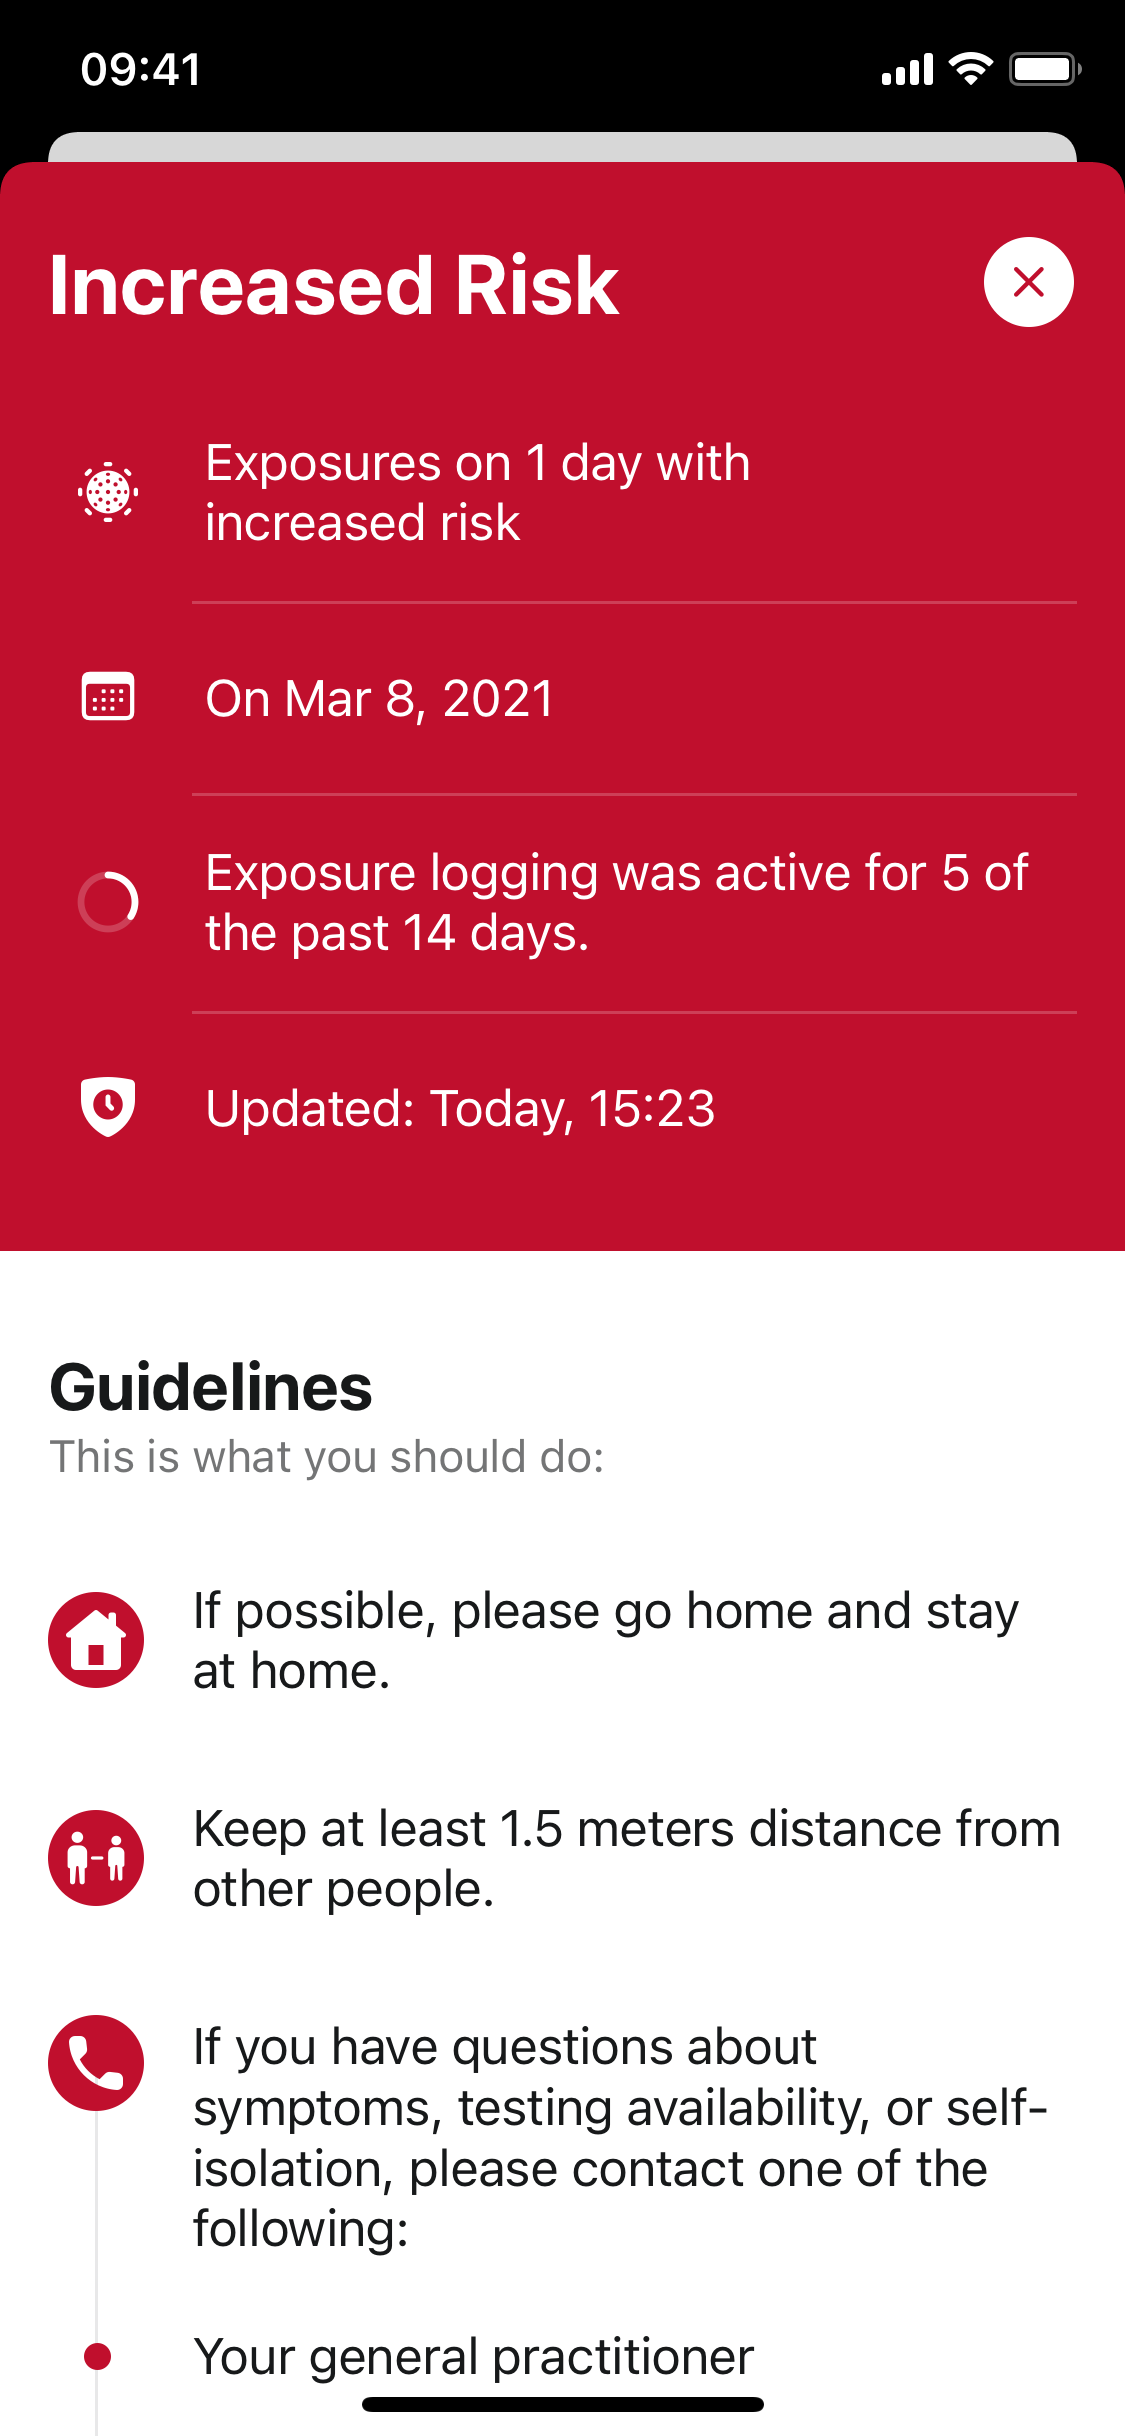 09:41
Increased Risk
Exposures on 1 day with
increased risk
On Mar 8, 2021
Exposure logging was active for 5 of
the past 14 days.
Updated: Today, 15:23
Guidelines
This is what you should do:
If possible, please go home and stay
at home.
Keep at least 1.5 meters distance from
other people.
If you have questions about
symptoms, testing availability, or self-
isolation, please contact one of the
following:
Your general practitioner